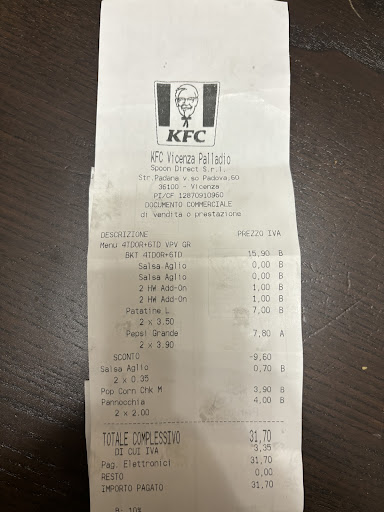 KFC
KFC Vicenza Palladio
Spoon Direct S.r.l.
Str.Padana v.so Padova,60
36100 - Vicenza
PI/CF 12870910960
DOCUMENTO COMMERCIALE
di vendita o prestazione
DESCRIZIONE PREZZO IVA
Menu 4TDOR+6TD VPV GR
BKT 4TDOR+6TD 15,90 B
Salsa Aglio 0,00 B
Salsa Aglio 0,00 B
2 HW Add-On 1,00 B
2 HW Add-On 1,00 B
Patatine L 7,00 B
2 x 3.50
Pepsi Grande 7,80 A
2 x 3.90
SCONTO -9,60
Salsa Aglio 0,70 B
2 x 0.35
Pop Corn Chk M 3,90 B
Pannocchia 4,00 B
2 x 2.00
TOTALE COMPLESSIVO 31,70
DI CUI IVA 3,35
Pag. Elettronici 31,70
RESTO 0,00
IMPORTO PAGATO 31,70
B: 10%